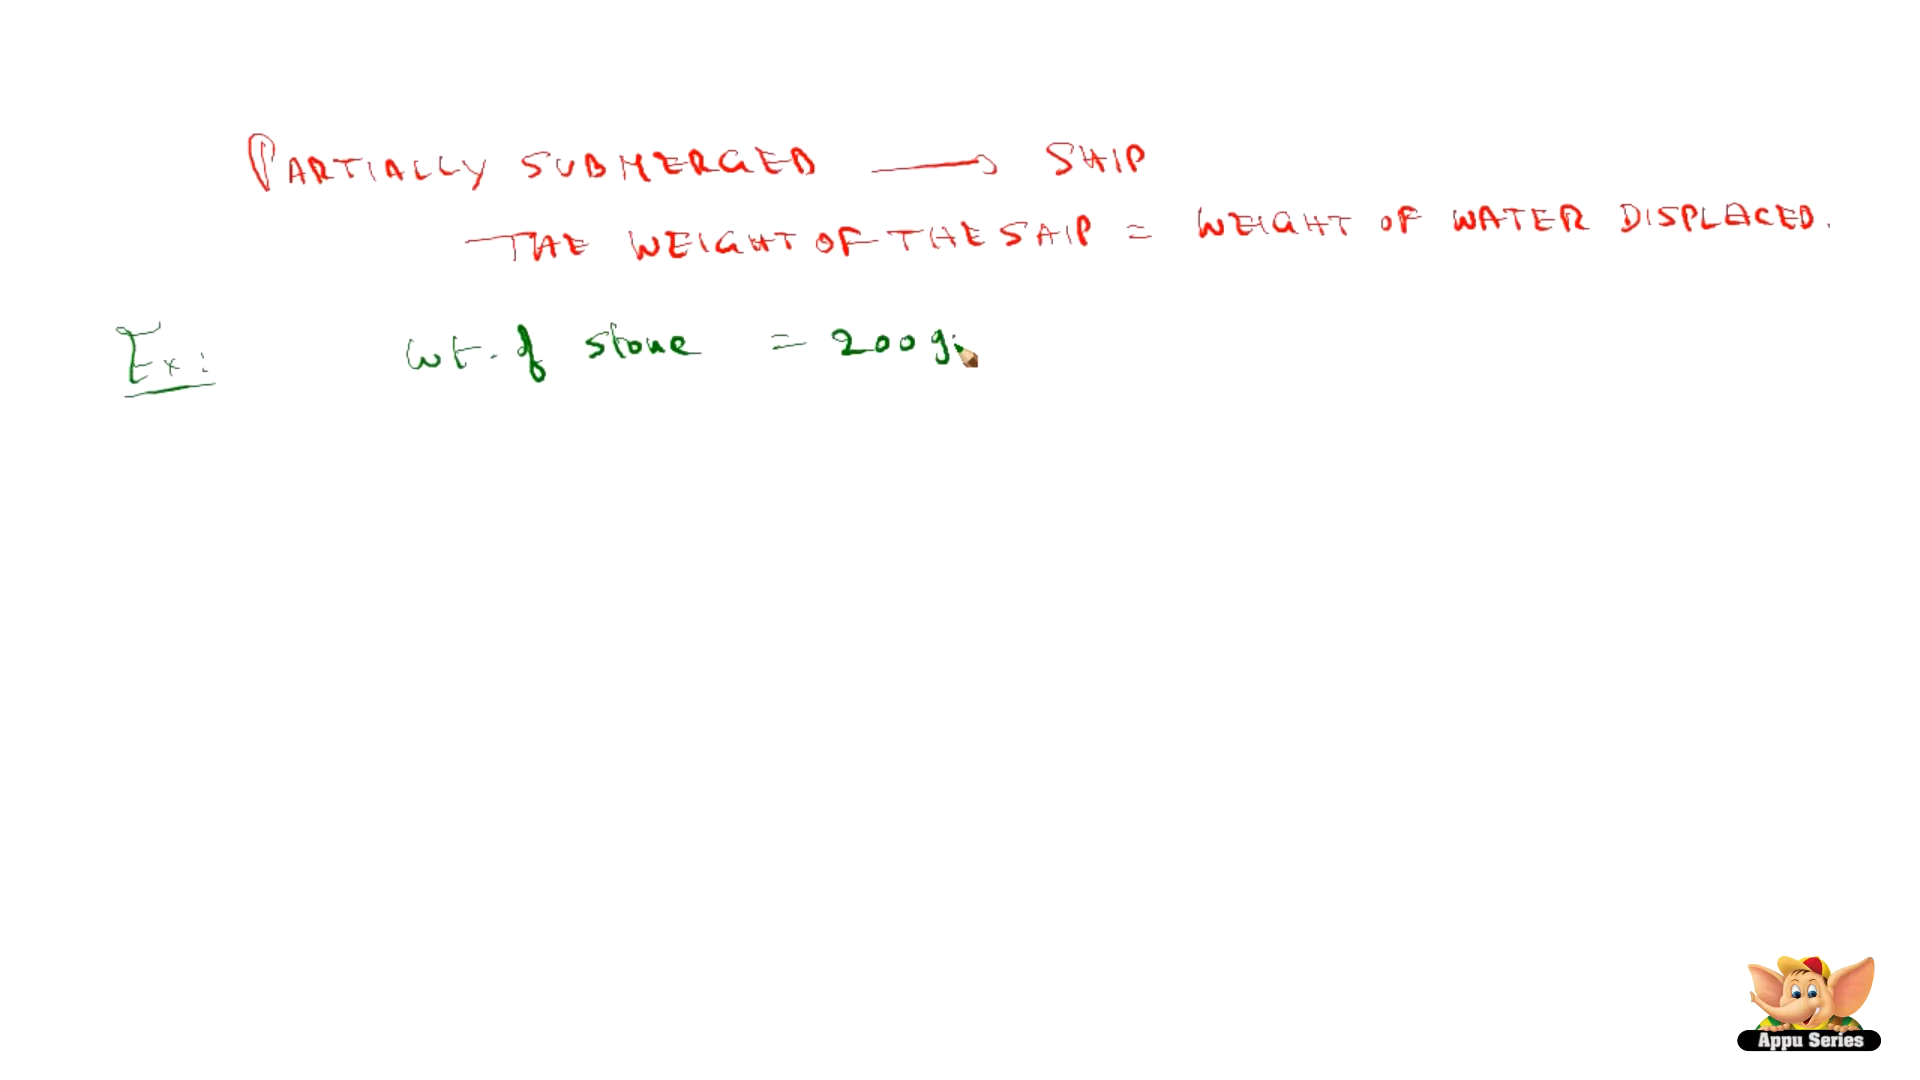 PARTIALLY SUBMERGED → SHIP
THE WEIGHT OF THE SHIP = WEIGHT OF WATER DISPLACED.
Ex: wt. of stone = 200g
Appu Series